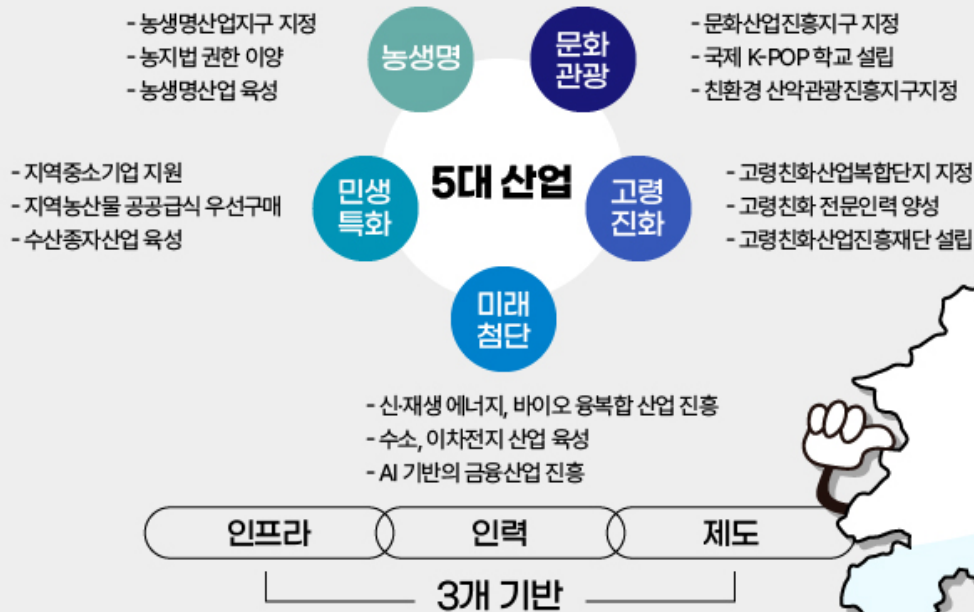 - 농생명산업지구 지정
- 농지법 권한 이양
- 농생명산업 육성
농생명
문화
관광
- 문화산업진흥지구 지정
- 국제 K-POP 학교 설립
- 친환경 산악관광진흥지구지정
- 지역중소기업 지원
- 지역농산물 공공급식 우선구매
- 수산종자산업 육성
민생
특화
5대 산업
고령
진화
- 고령친화산업복합단지 지정
- 고령친화 전문인력 양성
- 고령친화산업진흥재단 설립
미래
첨단
- 신·재생 에너지, 바이오 융복합 산업 진흥
- 수소, 이차전지 산업 육성
- AI 기반의 금융산업 진흥
인프라
인력
제도
3개 기반